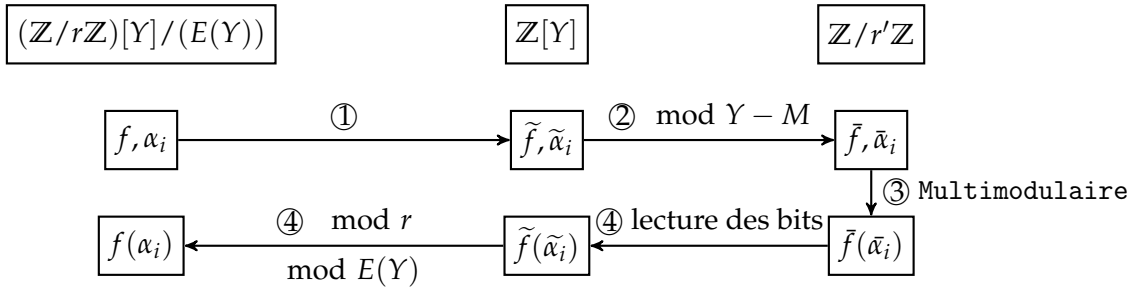 (ℤ/rℤ)[Y]/(E(Y)) ℤ[Y] ℤ/r′ℤ
f, αᵢ ① f̃, α̃ᵢ ② mod Y − M f̄, ᾱᵢ
③ Multimodulaire
f(αᵢ) ④ mod r mod E(Y) f̃(α̃ᵢ) ④ lecture des bits f̄(ᾱᵢ)